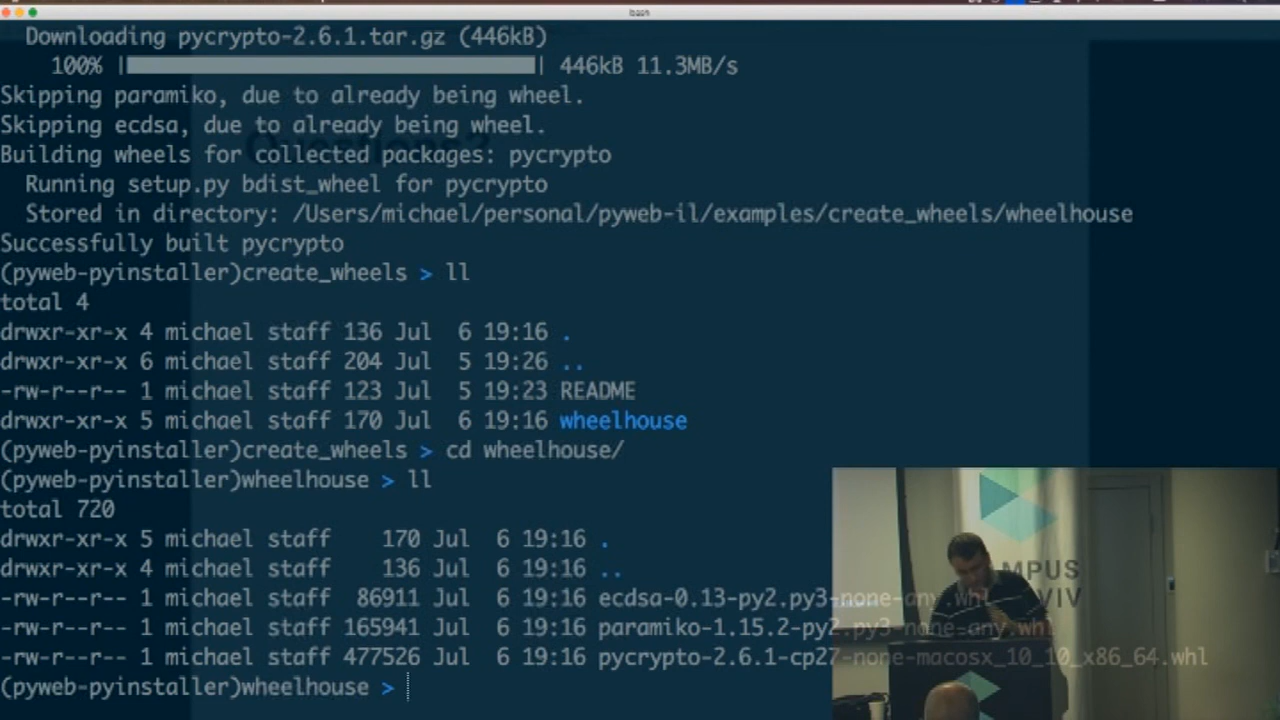 bash
Downloading pycrypto-2.6.1.tar.gz (446kB)
100% || 446kB 11.3MB/s
Skipping paramiko, due to already being wheel.
Skipping ecdsa, due to already being wheel.
Building wheels for collected packages: pycrypto
Running setup.py bdist_wheel for pycrypto
Stored in directory: /Users/michael/personal/pyweb-il/examples/create_wheels/wheelhouse
Successfully built pycrypto
(pyweb-pyinstaller)create_wheels > ll
total 4
drwxr-xr-x 4 michael staff 136 Jul  6 19:16 .
drwxr-xr-x 6 michael staff 204 Jul  5 19:26 ..
-rw-r--r-- 1 michael staff 123 Jul  5 19:23 README
drwxr-xr-x 5 michael staff 170 Jul  6 19:16 wheelhouse
(pyweb-pyinstaller)create_wheels > cd wheelhouse/
(pyweb-pyinstaller)wheelhouse > ll
total 720
drwxr-xr-x 5 michael staff    170 Jul  6 19:16 .
drwxr-xr-x 4 michael staff    136 Jul  6 19:16 ..
-rw-r--r-- 1 michael staff  86911 Jul  6 19:16 ecdsa-0.13-py2.py3-none-any.whl
-rw-r--r-- 1 michael staff 165941 Jul  6 19:16 paramiko-1.15.2-py2.py3-none-any.whl
-rw-r--r-- 1 michael staff 477526 Jul  6 19:16 pycrypto-2.6.1-cp27-none-macosx_10_10_x86_64.whl
(pyweb-pyinstaller)wheelhouse >
MPUS
VIV